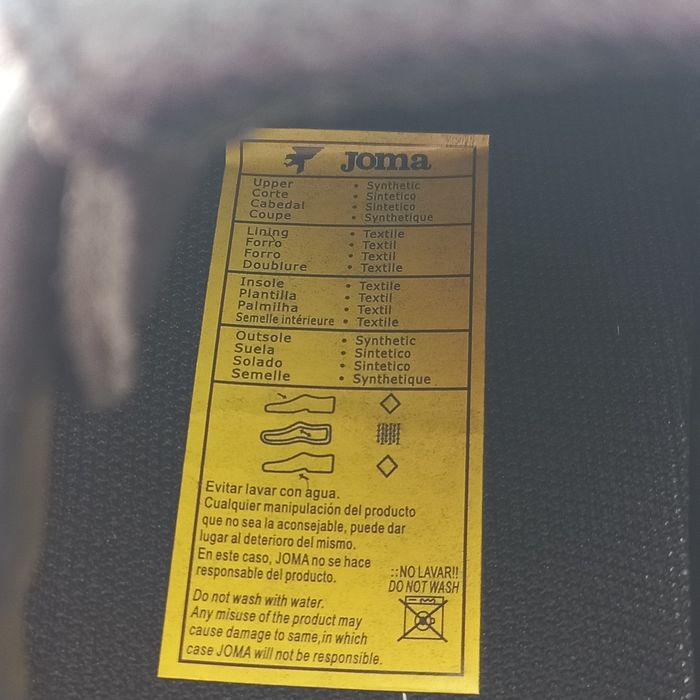 Joma
Upper • Synthetic
Corte • Sintetico
Cabedal • Sintetico
Coupe • Synthetique
Lining • Textile
Forro • Textil
Forro • Textil
Doublure • Textile
Insole • Textile
Plantilla • Textil
Palmilha • Textil
Semelle intérieure • Textile
Outsole • Synthetic
Suela • Sintetico
Solado • Sintetico
Semelle • Synthetique
Evitar lavar con agua.
Cualquier manipulación del producto
que no sea la aconsejable, puede dar
lugar al deterioro del mismo.
En este caso, JOMA no se hace
responsable del producto.
Do not wash with water.
Any misuse of the product may
cause damage to same, in which
case JOMA will not be responsible.
::NO LAVAR!!
DO NOT WASH